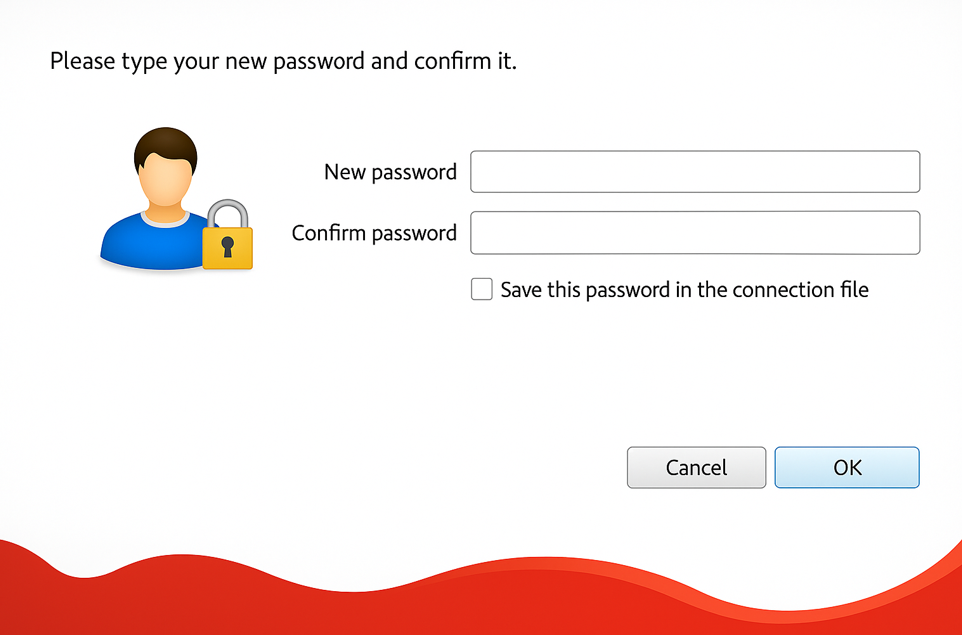 Please type your new password and confirm it.
New password
Confirm password
Save this password in the connection file
Cancel
OK